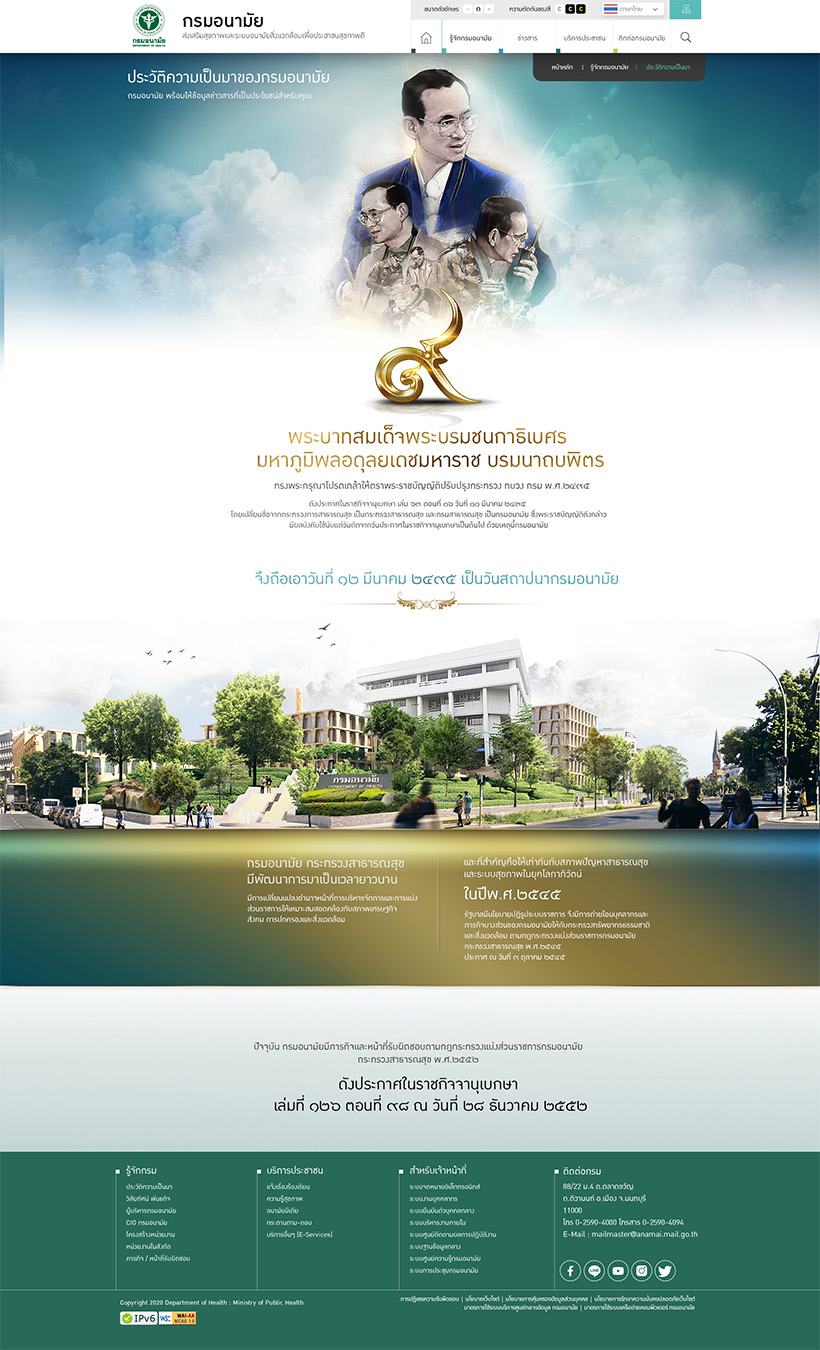 กรมอนามัย
ส่งเสริมสุขภาพและระบบอนามัยสิ่งแวดล้อมเพื่อประชาชนสุขภาพดี
กรมอนามัย
DEPARTMENT OF HEALTH
ขนาดตัวอักษร - ก +
ความตัดกันของสี C C C
ภาษาไทย
รู้จักกรมอนามัย
ข่าวสาร
บริการประชาชน
ติดต่อกรมอนามัย
หน้าหลัก | รู้จักกรมอนามัย | ประวัติความเป็นมา
ประวัติความเป็นมาของกรมอนามัย
กรมอนามัย พร้อมให้ข้อมูลข่าวสารที่เป็นประโยชน์สำหรับคุณ
๙
พระบาทสมเด็จพระบรมชนกาธิเบศร
มหาภูมิพลอดุลยเดชมหาราช บรมนาถบพิตร
ทรงพระกรุณาโปรดเกล้าให้ตราพระราชบัญญัติปรับปรุงกระทรวง ทบวง กรม พ.ศ.๒๔๙๕
ดังประกาศในราชกิจจานุเบกษา เล่ม ๖๙ ตอนที่ ๑๖ วันที่ ๑๑ มีนาคม ๒๔๙๕
โดยเปลี่ยนชื่อจากกระทรวงการสาธารณสุข เป็นกระทรวงสาธารณสุข และกรมสาธารณสุข เป็นกรมอนามัย ซึ่งพระราชบัญญัติดังกล่าว
มีผลบังคับใช้นับแต่วันถัดจากวันประกาศในราชกิจจานุเบกษาเป็นต้นไป ด้วยเหตุนี้กรมอนามัย
จึงถือเอาวันที่ ๑๒ มีนาคม ๒๔๙๕ เป็นวันสถาปนากรมอนามัย
กรมอนามัย
DEPARTMENT OF HEALTH
กรมอนามัย กระทรวงสาธารณสุข
มีพัฒนาการมาเป็นเวลายาวนาน
มีการเปลี่ยนแปลงอำนาจหน้าที่การบริหารจัดการและการแบ่ง
ส่วนราชการให้เหมาะสมสอดคล้องกับสภาพเศรษฐกิจ
สังคม การปกครองและสิ่งแวดล้อม
และที่สำคัญคือให้เท่าทันกับสภาพปัญหาสาธารณสุข
และระบบสุขภาพในยุคโลกาภิวัตน์
ในปีพ.ศ.๒๕๔๕
รัฐบาลมีนโยบายปฏิรูประบบราชการ จึงมีการถ่ายโอนบุคลากรและ
ภารกิจบางส่วนของกรมอนามัยให้กับกระทรวงทรัพยากรธรรมชาติ
และสิ่งแวดล้อม ตามกฎกระทรวงแบ่งส่วนราชการกรมอนามัย
กระทรวงสาธารณสุข พ.ศ.๒๕๔๕
ประกาศ ณ วันที่ ๙ ตุลาคม ๒๕๔๕
ปัจจุบัน กรมอนามัยมีภารกิจและหน้าที่รับผิดชอบตามกฎกระทรวงแบ่งส่วนราชการกรมอนามัย
กระทรวงสาธารณสุข พ.ศ.๒๕๕๒
ดังประกาศในราชกิจจานุเบกษา
เล่มที่ ๑๒๖ ตอนที่ ๙๘ ณ วันที่ ๒๘ ธันวาคม ๒๕๕๒
รู้จักกรม
ประวัติความเป็นมา
วิสัยทัศน์ พันธกิจ
ผู้บริหารกรมอนามัย
CIO กรมอนามัย
โครงสร้างหน่วยงาน
หน่วยงานในสังกัด
ภารกิจ / หน้าที่รับผิดชอบ
บริการประชาชน
แจ้งเรื่องร้องเรียน
ความรู้สุขภาพ
อนามัยมีเดีย
กระดานถาม-ตอบ
บริการอื่นๆ (E-Services)
สำหรับเจ้าหน้าที่
ระบบจดหมายอิเล็กทรอนิกส์
ระบบงานบุคลากร
ระบบยืนยันตัวบุคคลกลาง
ระบบบริหารงานภายใน
ระบบศูนย์ติดตามผลการปฏิบัติงาน
ระบบฐานข้อมูลกลาง
ระบบศูนย์ความรู้กรมอนามัย
ระบบการประชุมกรมอนามัย
ติดต่อกรม
88/22 ม.4 ต.ตลาดขวัญ
ถ.ติวานนท์ อ.เมือง จ.นนทบุรี
11000
โทร 0-2590-4000 โทรสาร 0-2590-4094
E-Mail : mailmaster@anamai.mail.go.th
LINE
Copyright 2020 Department of Health : Ministry of Public Health
IPv6 W3C WAI-AA WCAG 1.0
การปฏิเสธความรับผิดชอบ | นโยบายเว็บไซต์ | นโยบายการคุ้มครองข้อมูลส่วนบุคคล | นโยบายการรักษาความมั่นคงปลอดภัยเว็บไซต์
มาตรการใช้ระบบบริการศูนย์กลางข้อมูล กรมอนามัย | มาตรการใช้ระบบเครือข่ายคอมพิวเตอร์ กรมอนามัย